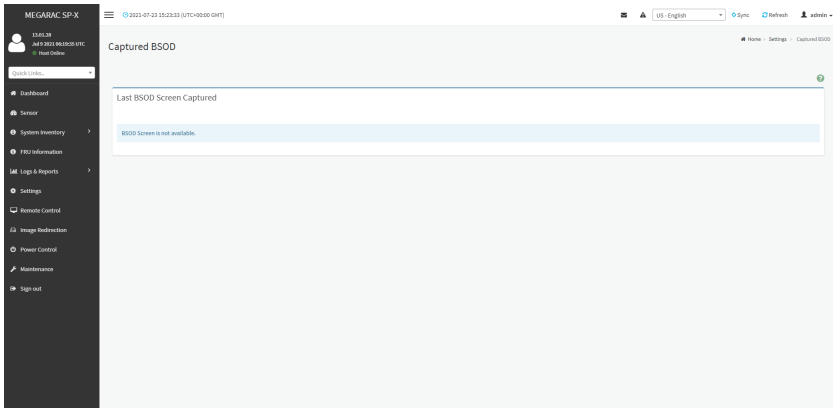 MEGARAC SP-X
2021-07-23 15:23:33 (UTC+00:00 GMT)
US - English
Sync
Refresh
admin
13.01.28
Jul 9 2021 06:19:35 UTC
Host Online
Quick Links...
Dashboard
Sensor
System Inventory
FRU Information
Logs & Reports
Settings
Remote Control
Image Redirection
Power Control
Maintenance
Sign out
Captured BSOD
Home > Settings > Captured BSOD
Last BSOD Screen Captured
BSOD Screen is not available.